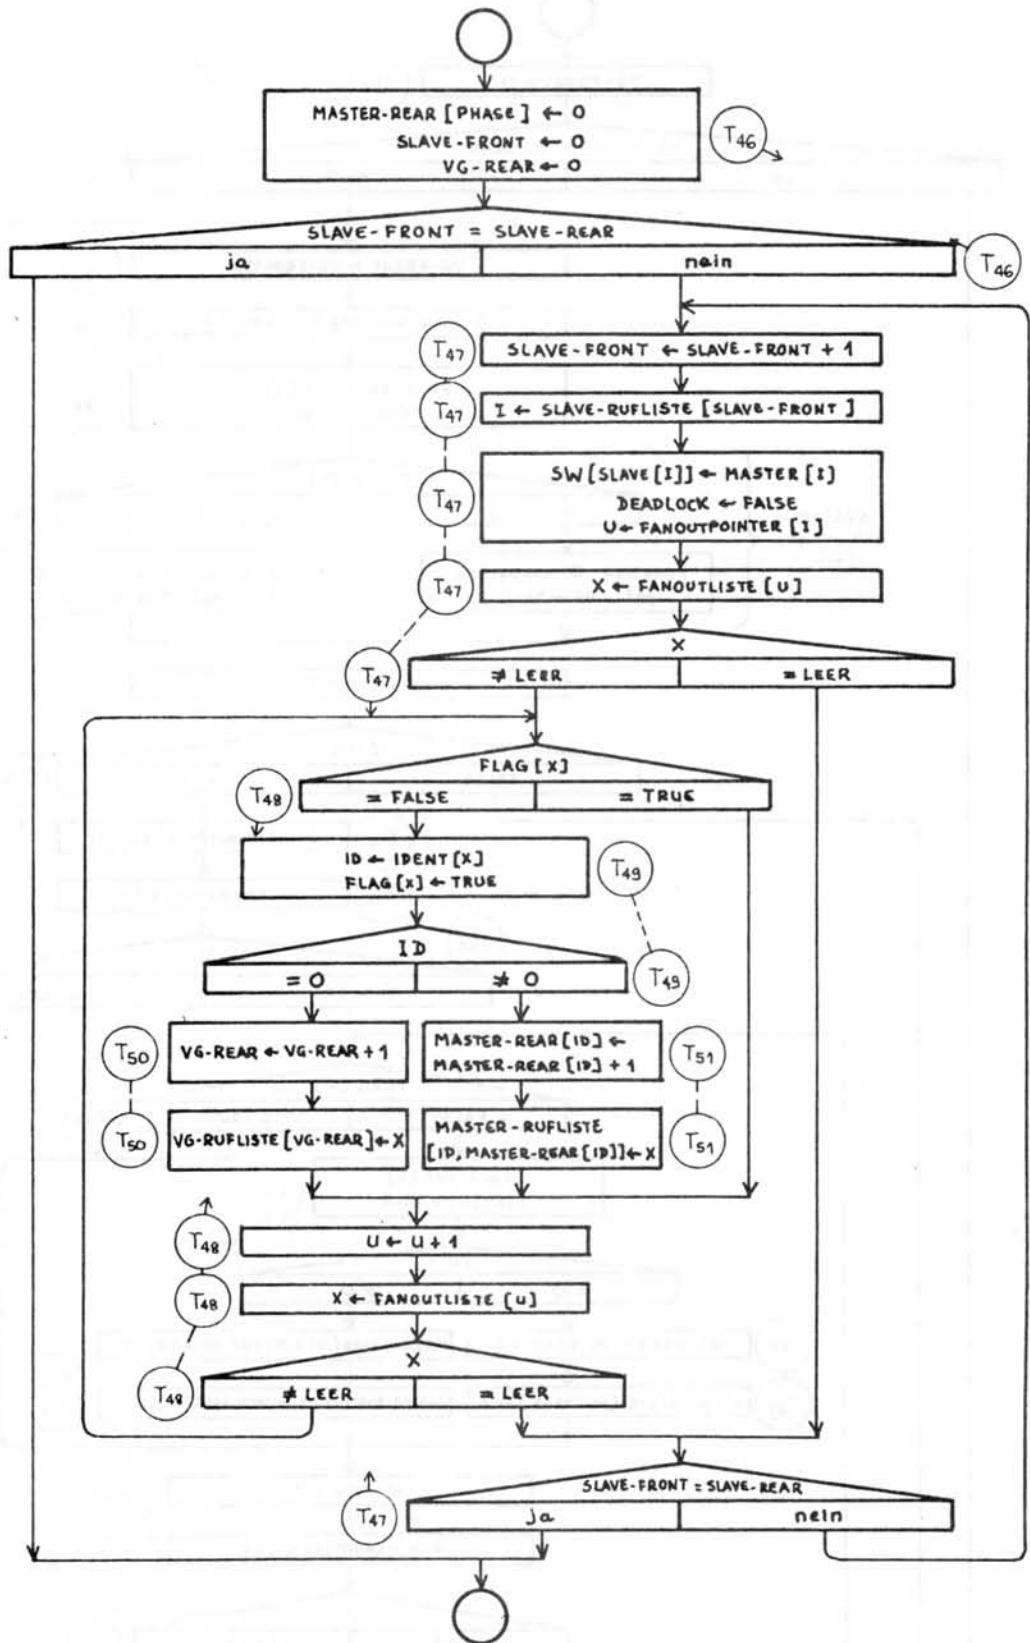 MASTER-REAR [PHASE] ← 0
SLAVE-FRONT ← 0
VG-REAR ← 0
T46
SLAVE-FRONT = SLAVE-REAR
ja
nein
T46
T47
SLAVE-FRONT ← SLAVE-FRONT + 1
T47
I ← SLAVE-RUFLISTE [SLAVE-FRONT]
T47
SW[SLAVE[I]] ← MASTER[I]
DEADLOCK ← FALSE
U ← FANOUTPOINTER [I]
T47
X ← FANOUTLISTE [U]
X
T47
≠ LEER
= LEER
FLAG[X]
T48
= FALSE
= TRUE
ID ← IDENT[X]
FLAG[X] ← TRUE
T49
ID
= 0
≠ 0
T49
T50
VG-REAR ← VG-REAR + 1
MASTER-REAR[ID] ←
MASTER-REAR[ID] + 1
T51
T50
VG-RUFLISTE[VG-REAR] ← X
MASTER-RUFLISTE
[ID, MASTER-REAR[ID]] ← X
T51
T48
U ← U + 1
T48
X ← FANOUTLISTE [U]
X
T48
≠ LEER
= LEER
SLAVE-FRONT = SLAVE-REAR
T47
ja
nein